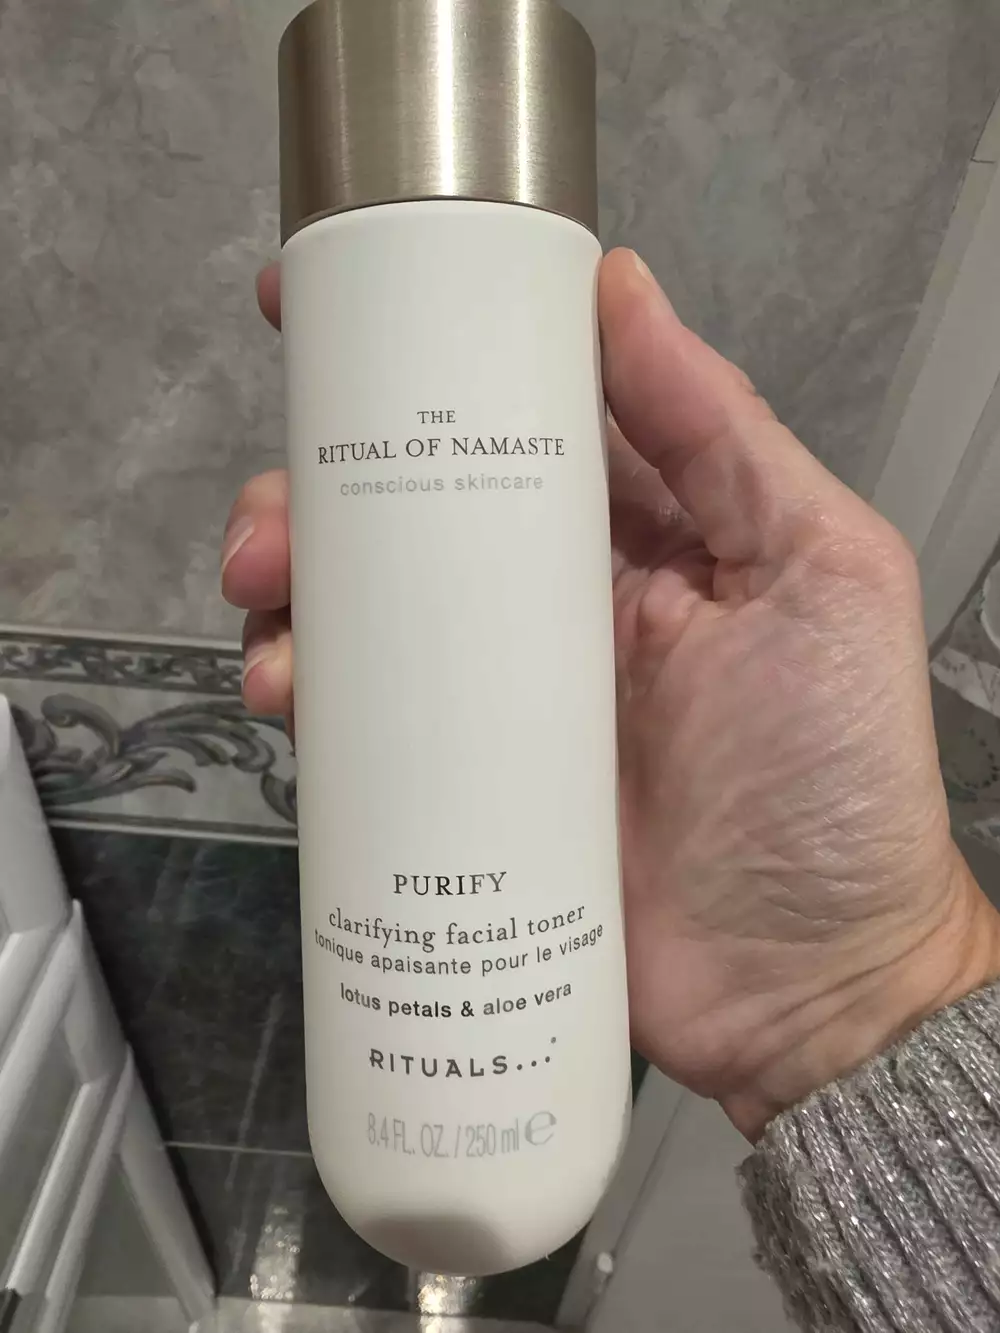 THE
RITUAL OF NAMASTE
conscious skincare
PURIFY
clarifying facial toner
tonique apaisante pour le visage
lotus petals & aloe vera
RITUALS...
8.4 FL. OZ. / 250 ml ℮